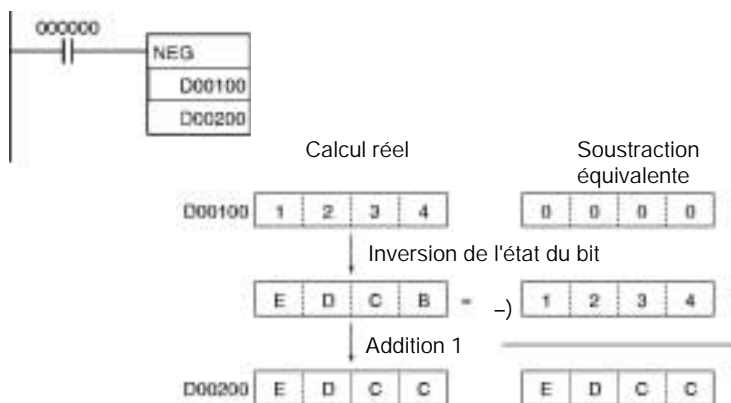 000000
NEG
D00100
D00200
Calcul réel
Soustraction
équivalente
D00100 1 2 3 4
0 0 0 0
Inversion de l'état du bit
E D C B = –) 1 2 3 4
Addition 1
D00200 E D C C
E D C C